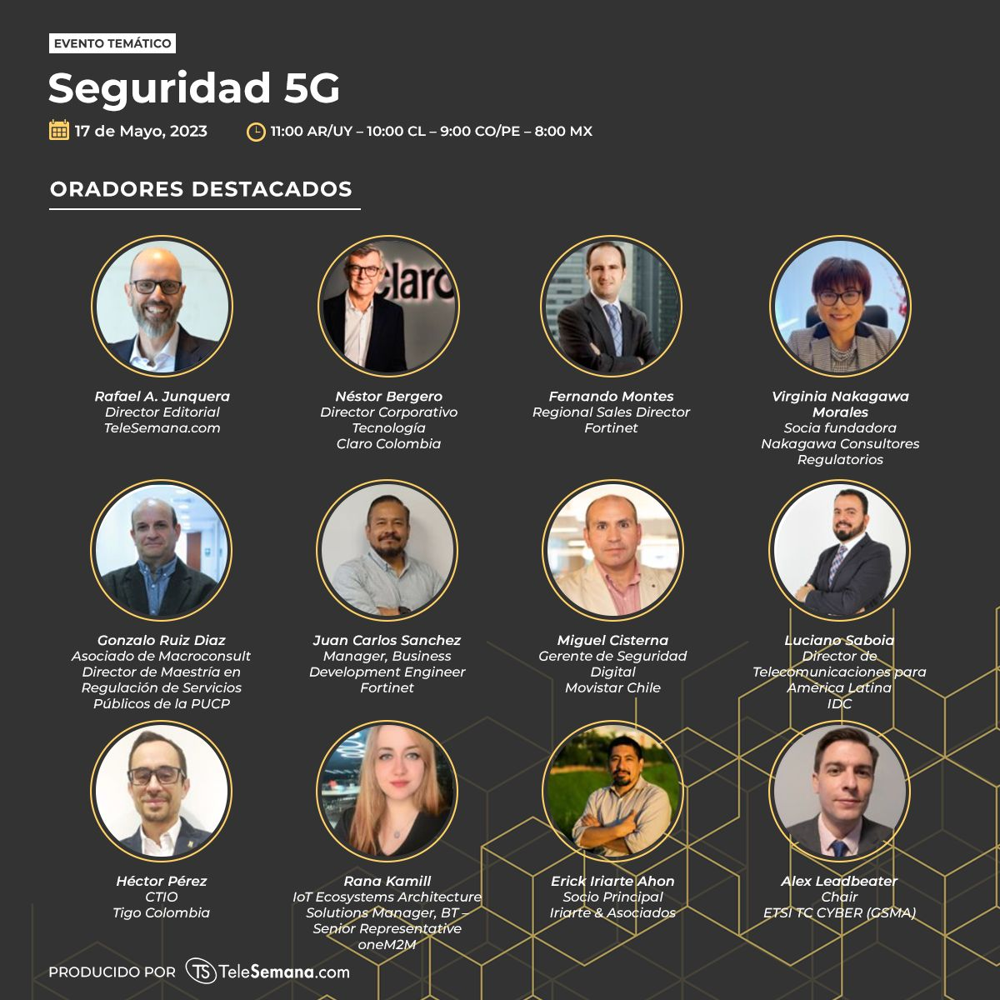 EVENTO TEMÁTICO
Seguridad 5G
17 de Mayo, 2023
11:00 AR/UY – 10:00 CL – 9:00 CO/PE – 8:00 MX
ORADORES DESTACADOS
claro
Rafael A. Junquera
Director Editorial
TeleSemana.com
Néstor Bergero
Director Corporativo
Tecnología
Claro Colombia
Fernando Montes
Regional Sales Director
Fortinet
Virginia Nakagawa
Morales
Socia fundadora
Nakagawa Consultores
Regulatorios
Gonzalo Ruiz Diaz
Asociado de Macroconsult
Director de Maestría en
Regulación de Servicios
Públicos de la PUCP
Juan Carlos Sanchez
Manager, Business
Development Engineer
Fortinet
Miguel Cisterna
Gerente de Seguridad
Digital
Movistar Chile
Luciano Saboia
Director de
Telecomunicaciones para
América Latina
IDC
Héctor Pérez
CTIO
Tigo Colombia
Rana Kamill
IoT Ecosystems Architecture
Solutions Manager, BT –
Senior Representative
oneM2M
Erick Iriarte Ahon
Socio Principal
Iriarte & Asociados
Alex Leadbeater
Chair
ETSI TC CYBER (GSMA)
PRODUCIDO POR TS TeleSemana.com